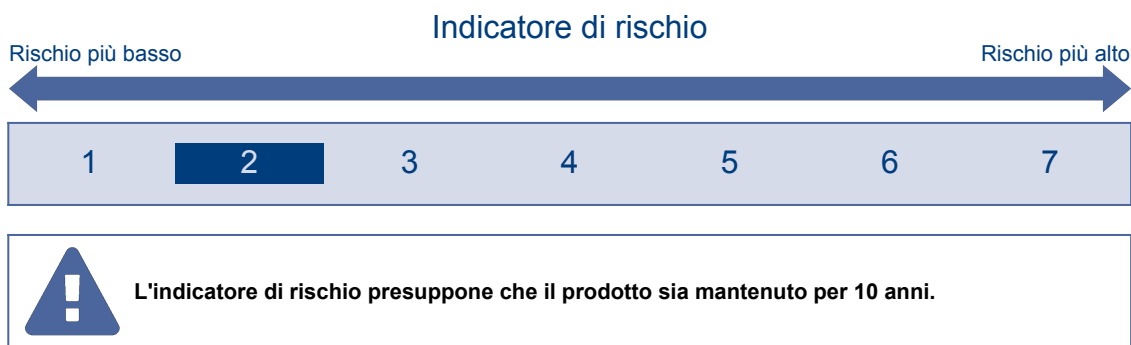 Indicatore di rischio
Rischio più basso Rischio più alto
1 2 3 4 5 6 7
L'indicatore di rischio presuppone che il prodotto sia mantenuto per 10 anni.